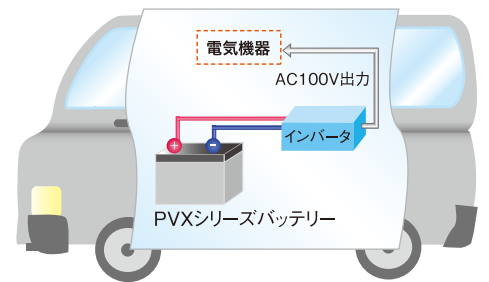 電気機器
AC100V出力
インバータ
+
-
PVXシリーズバッテリー